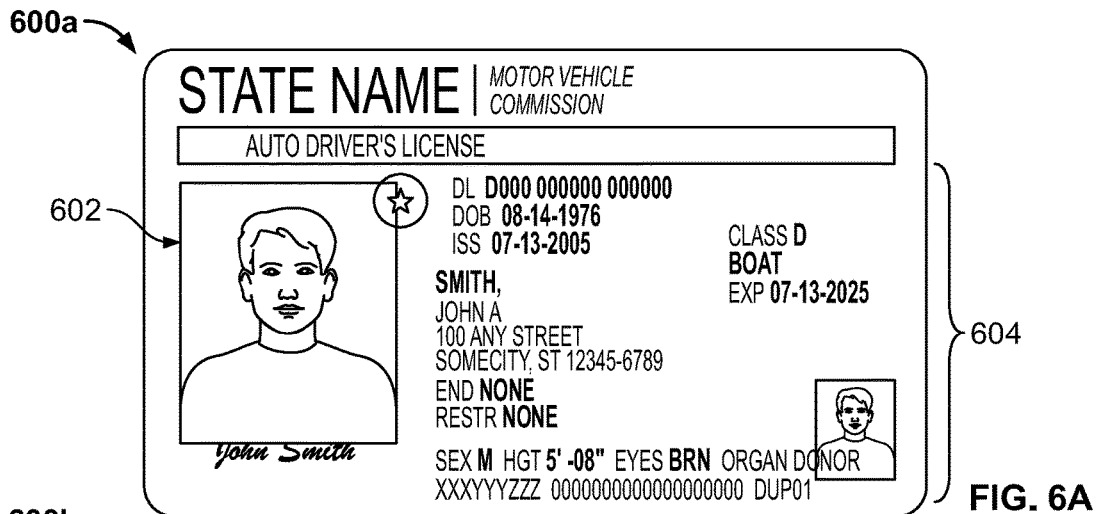 600a
STATE NAME | MOTOR VEHICLE
COMMISSION
AUTO DRIVER'S LICENSE
602
DL D000 000000 000000
DOB 08-14-1976
ISS 07-13-2005
CLASS D
BOAT
EXP 07-13-2025
SMITH,
JOHN A
100 ANY STREET
SOMECITY, ST 12345-6789
END NONE
RESTR NONE
604
John Smith
SEX M HGT 5' -08" EYES BRN ORGAN DONOR
XXXYYYZZZ 0000000000000000000 DUP01
FIG. 6A